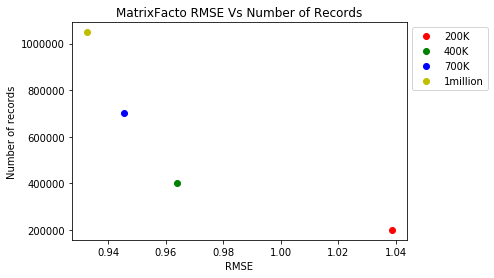 MatrixFacto RMSE Vs Number of Records
200K
400K
700K
1million
Number of records
1000000
800000
600000
400000
200000
0.94 0.96 0.98 1.00 1.02 1.04
RMSE